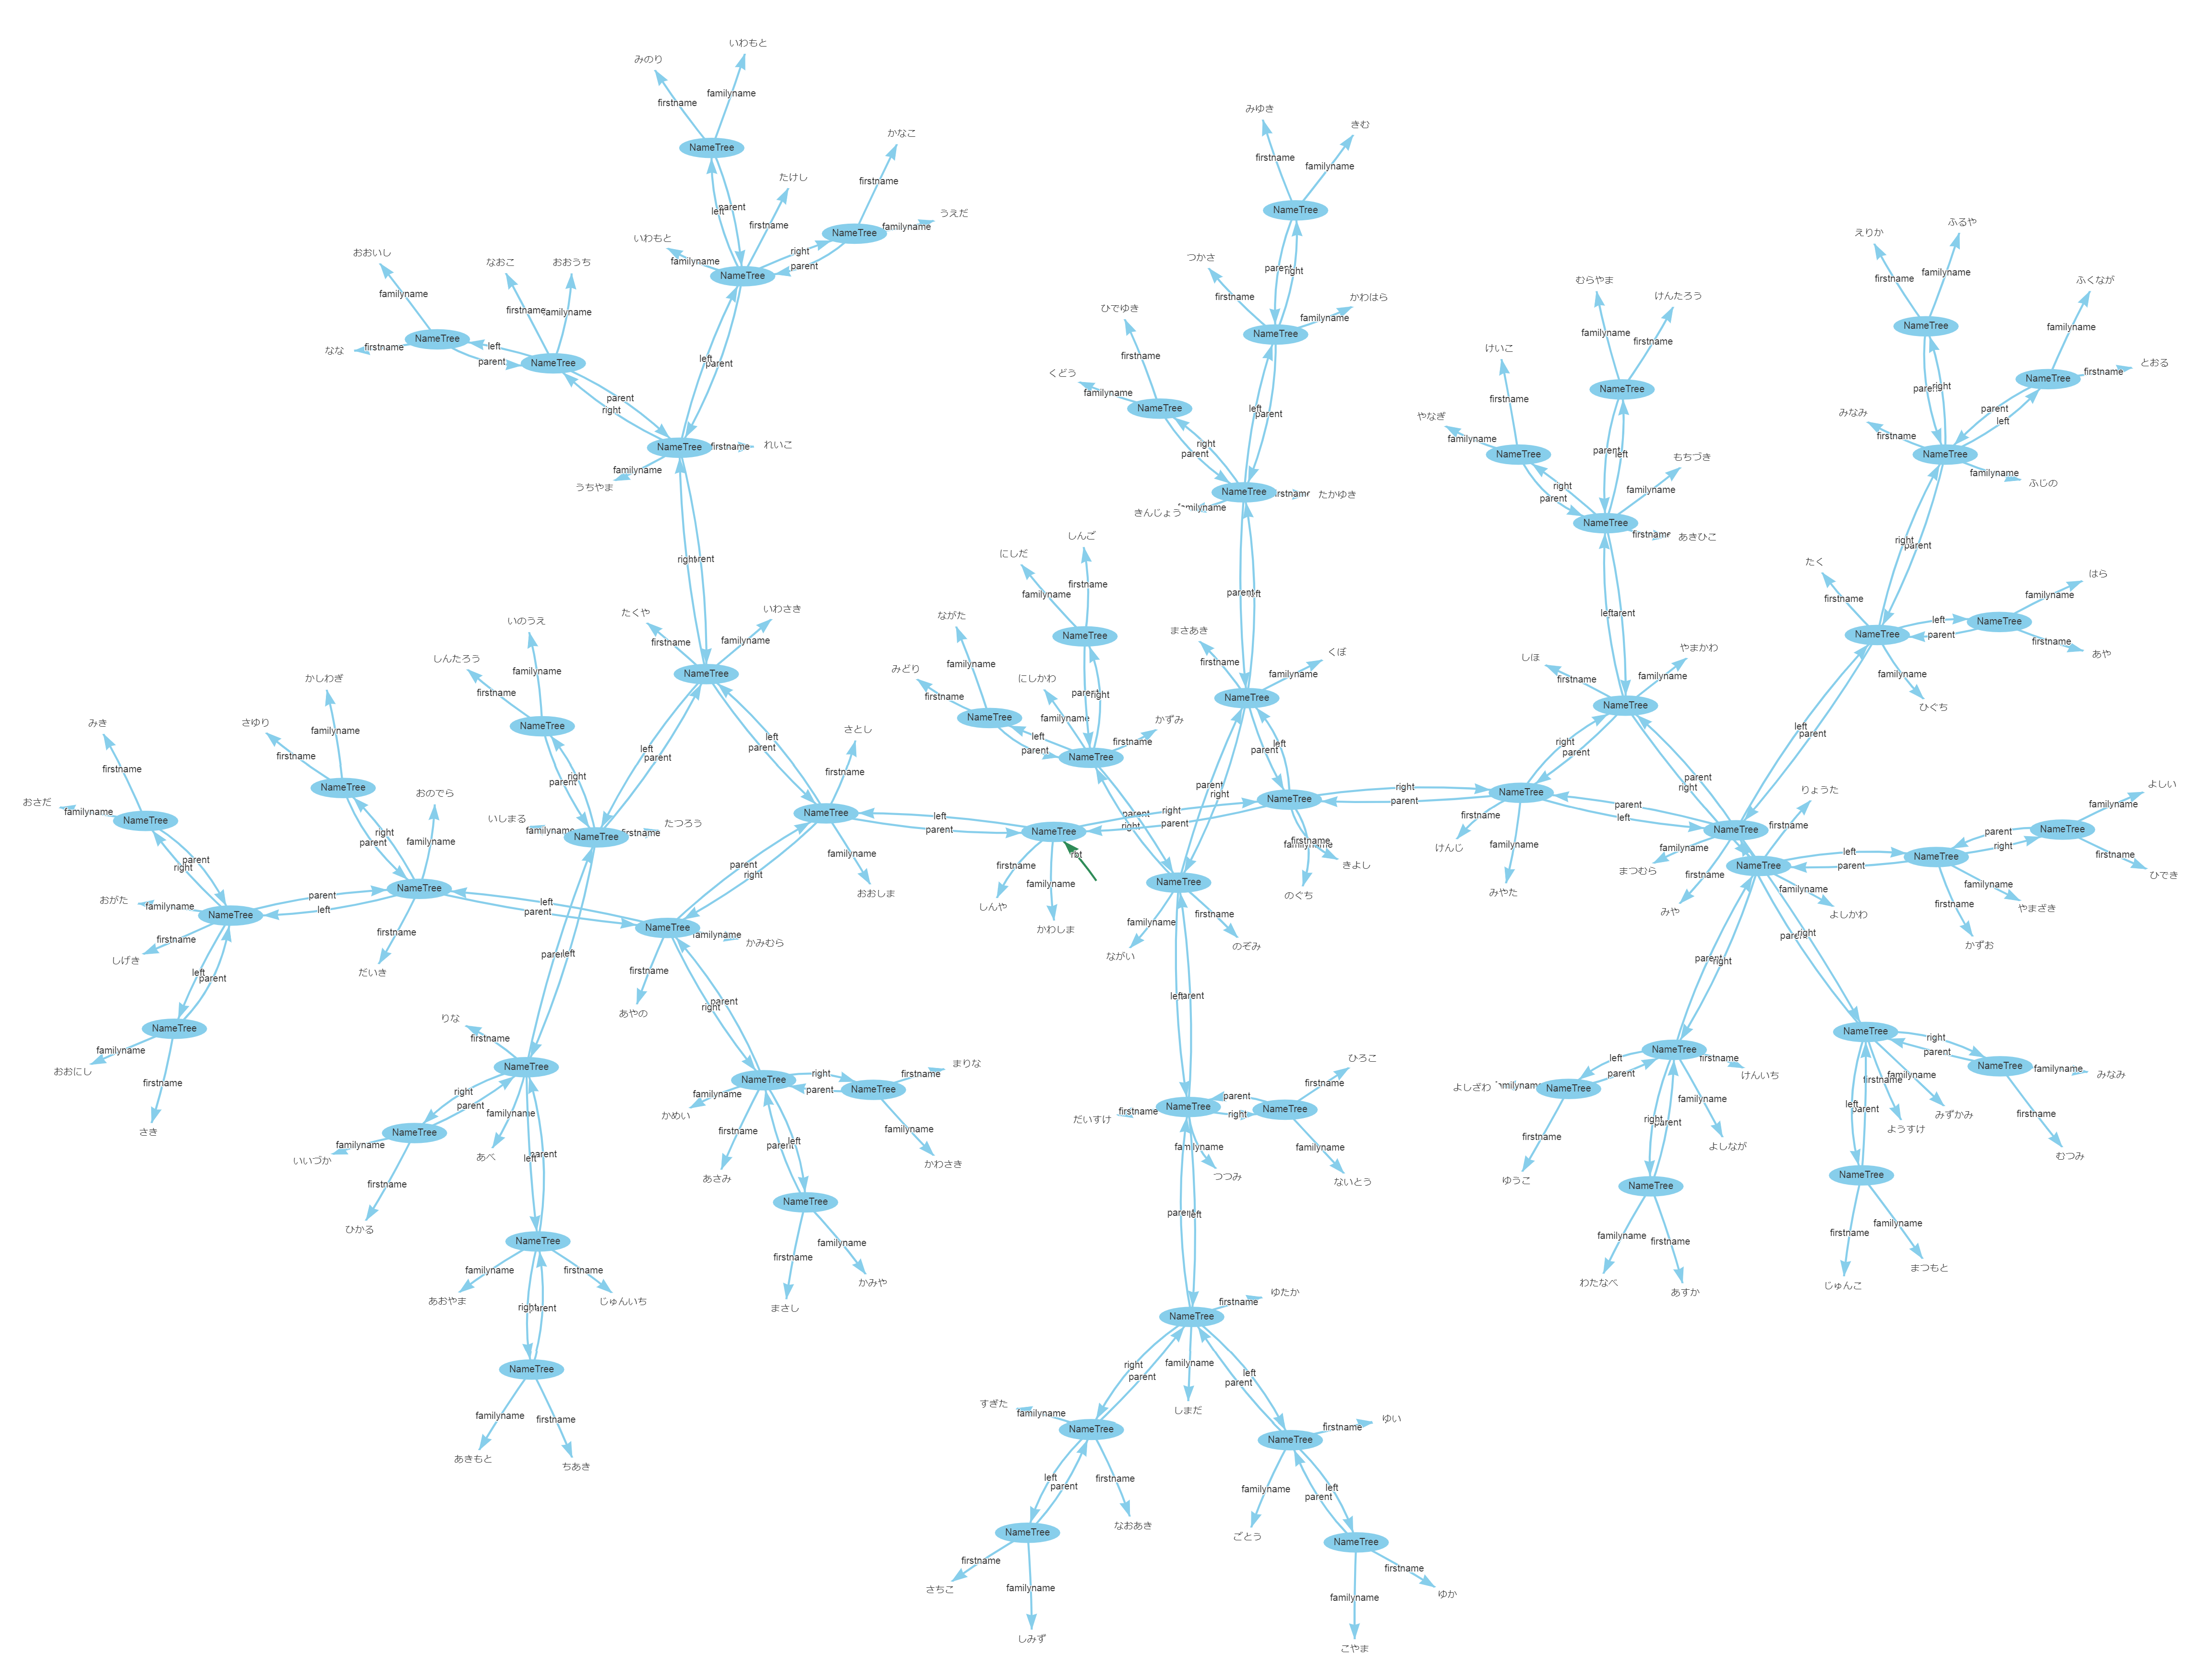 いわもと
みのり
familyname
firstname
みゆき
きむ
かなこ
NameTree
firstname
familyname
たけし
firstname
parent
left
firstname
うえだ
いわもと
familyname
right
NameTree
familyname
parent
NameTree
NameTree
ふるや
えりか
familyname
firstname
おおいし
なおこ
おおうち
つかさ
parent
right
むらやま
けんたろう
ふくなが
familyname
firstname
familyname
firstname
かわはら
familyname
NameTree
ひでゆき
familyname
firstname
NameTree
familyname
NameTree
なな
firstname
left
parent
NameTree
left
parent
けいこ
firstname
くどう
familyname
NameTree
parent
right
とおる
firstname
NameTree
parent
right
left
parent
NameTree
やなぎ
familyname
firstname
parent
left
みなみ
firstname
NameTree
firstname
れいこ
familyname
うちやま
right
parent
NameTree
もちづき
familyname
NameTree
familyname
ふじの
きんじょう
familyname
NameTree
firstname
たかゆき
right
parent
NameTree
firstname
あきひこ
right
にしだ
しんご
familyname
firstname
parent
left
left
right
parent
たく
firstname
はら
familyname
たくや
いわさき
firstname
familyname
いのうえ
しんたろう
familyname
firstname
ながた
みどり
familyname
firstname
NameTree
まさあき
firstname
くぼ
familyname
NameTree
left
parent
NameTree
firstname
あや
NameTree
かしわぎ
さゆり
familyname
firstname
にしかわ
familyname
parent
right
かずみ
firstname
NameTree
しほ
firstname
やまかわ
familyname
NameTree
familyname
ひぐち
みき
firstname
NameTree
left
parent
left
parent
さとし
firstname
NameTree
left
parent
NameTree
left
parent
right
parent
parent
right
left
parent
おさだ
familyname
NameTree
NameTree
おのでら
familyname
right
parent
parent
right
いしまる
familyname
NameTree
firstname
たつろう
NameTree
left
parent
NameTree
parent
right
right
parent
parent
right
NameTree
right
parent
NameTree
parent
left
NameTree
りょうた
firstname
よしい
familyname
NameTree
parent
right
parent
right
firstname
しんや
familyname
かわしま
firstname
familyname
きよし
のぐち
firstname
けんじ
familyname
みやた
familyname
まつむら
firstname
みや
NameTree
left
parent
NameTree
firstname
ひでき
おがた
familyname
NameTree
parent
left
NameTree
left
parent
parent
right
familyname
おおしま
NameTree
familyname
よしかわ
familyname
やまざき
firstname
かずお
firstname
しげき
firstname
だいき
NameTree
familyname
かみむら
familyname
ながい
firstname
のぞみ
left
parent
parent
left
firstname
あやの
right
parent
left
parent
parent
right
parent
right
NameTree
familyname
おおにし
firstname
さき
りな
firstname
NameTree
right
parent
familyname
あべ
NameTree
right
parent
NameTree
firstname
まりな
familyname
かめい
firstname
あさみ
parent
left
familyname
かわさき
だいすけ
firstname
NameTree
parent
right
NameTree
ひろこ
firstname
familyname
つつみ
familyname
ないとう
よしざわ
familyname
NameTree
left
parent
NameTree
firstname
けんいち
familyname
よしなが
NameTree
right
parent
NameTree
familyname
みなみ
firstname
むつみ
firstname
ようすけ
familyname
みずかみ
left
parent
NameTree
familyname
いいづか
firstname
ひかる
left
parent
NameTree
firstname
まさし
familyname
かみや
firstname
ゆうこ
right
parent
NameTree
familyname
わたなべ
firstname
あすか
NameTree
firstname
じゅんこ
familyname
まつもと
NameTree
familyname
あおやま
firstname
じゅんいち
right
parent
NameTree
familyname
あきもと
firstname
ちあき
parent
left
NameTree
firstname
ゆたか
right
parent
familyname
しまだ
left
parent
すぎた
familyname
NameTree
firstname
なおあき
NameTree
firstname
ゆい
familyname
ごとう
left
parent
left
parent
NameTree
firstname
さちこ
familyname
しみず
NameTree
firstname
ゆか
familyname
こやま